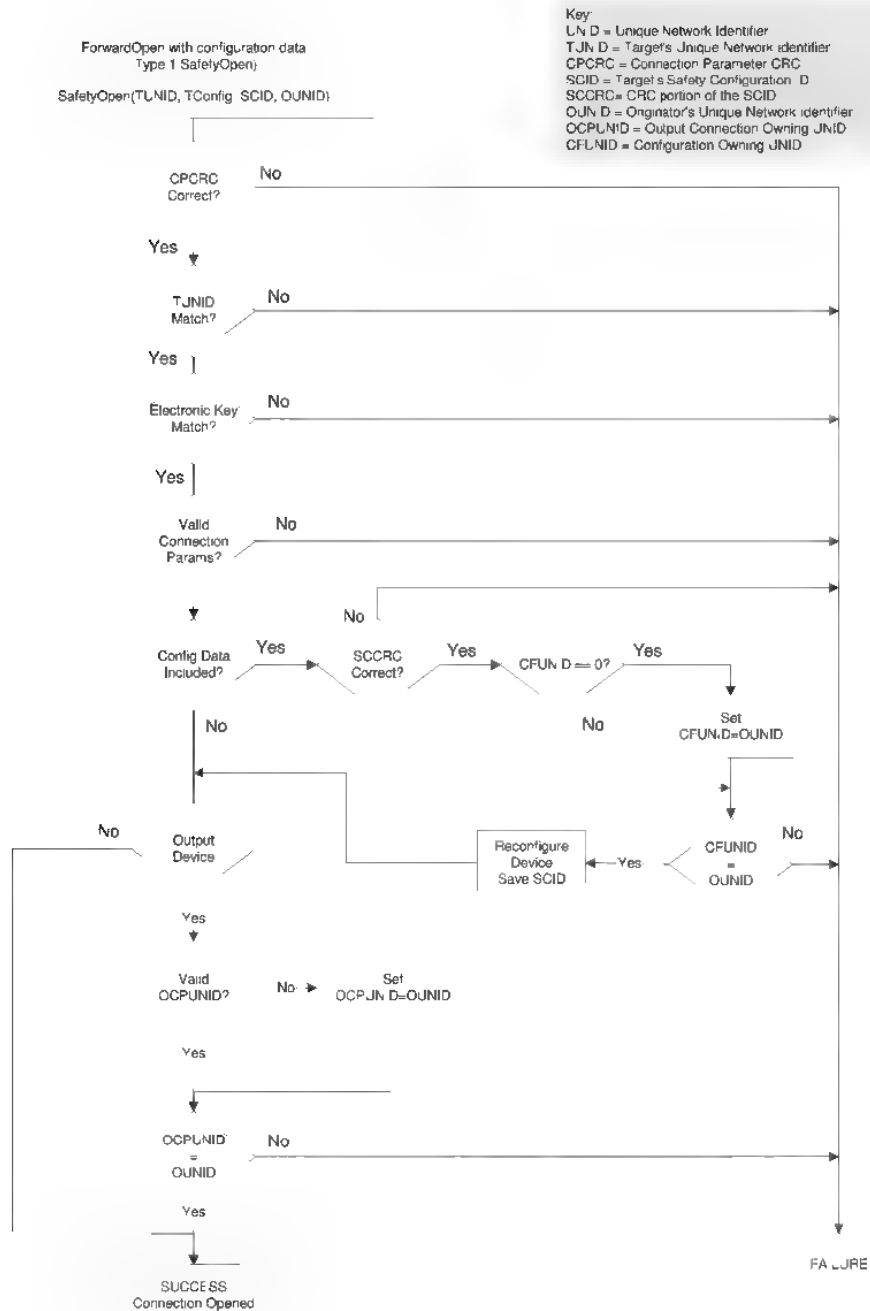 ForwardOpen with configuration data
Type 1 SafetyOpen)
SafetyOpen(TUNID, TConfig SCID, OUNID)
Key
UN D = Unique Network Identifier
TJN D = Target's Unique Network Identifier
CPCRC = Connection Parameter CRC
SCID = Target s Safety Configuration D
SCCRC= CRC portion of the SCID
OUN D = Originator's Unique Network Identifier
OCPUNID = Output Connection Owning JNID
CFUNID = Configuration Owning JNID
CPCRC
Correct?
No
Yes
TJNID
Match?
No
Yes
Electronic Key
Match?
No
Yes
Valid
Connection
Params?
No
No
Config Data
Included?
Yes
SCCRC
Correct?
Yes
CFUN D == 0?
Yes
No
No
Set
CFUN D=OUNID
No
Output
Device
Reconfigure
Device
Save SCID
Yes
CFUNID
=
OUNID
No
Yes
Valid
OCPUNID?
No
Set
OCPUN D=OUNID
Yes
OCPUNID
=
OUNID
No
Yes
SUCCESS
Connection Opened
FA LURE